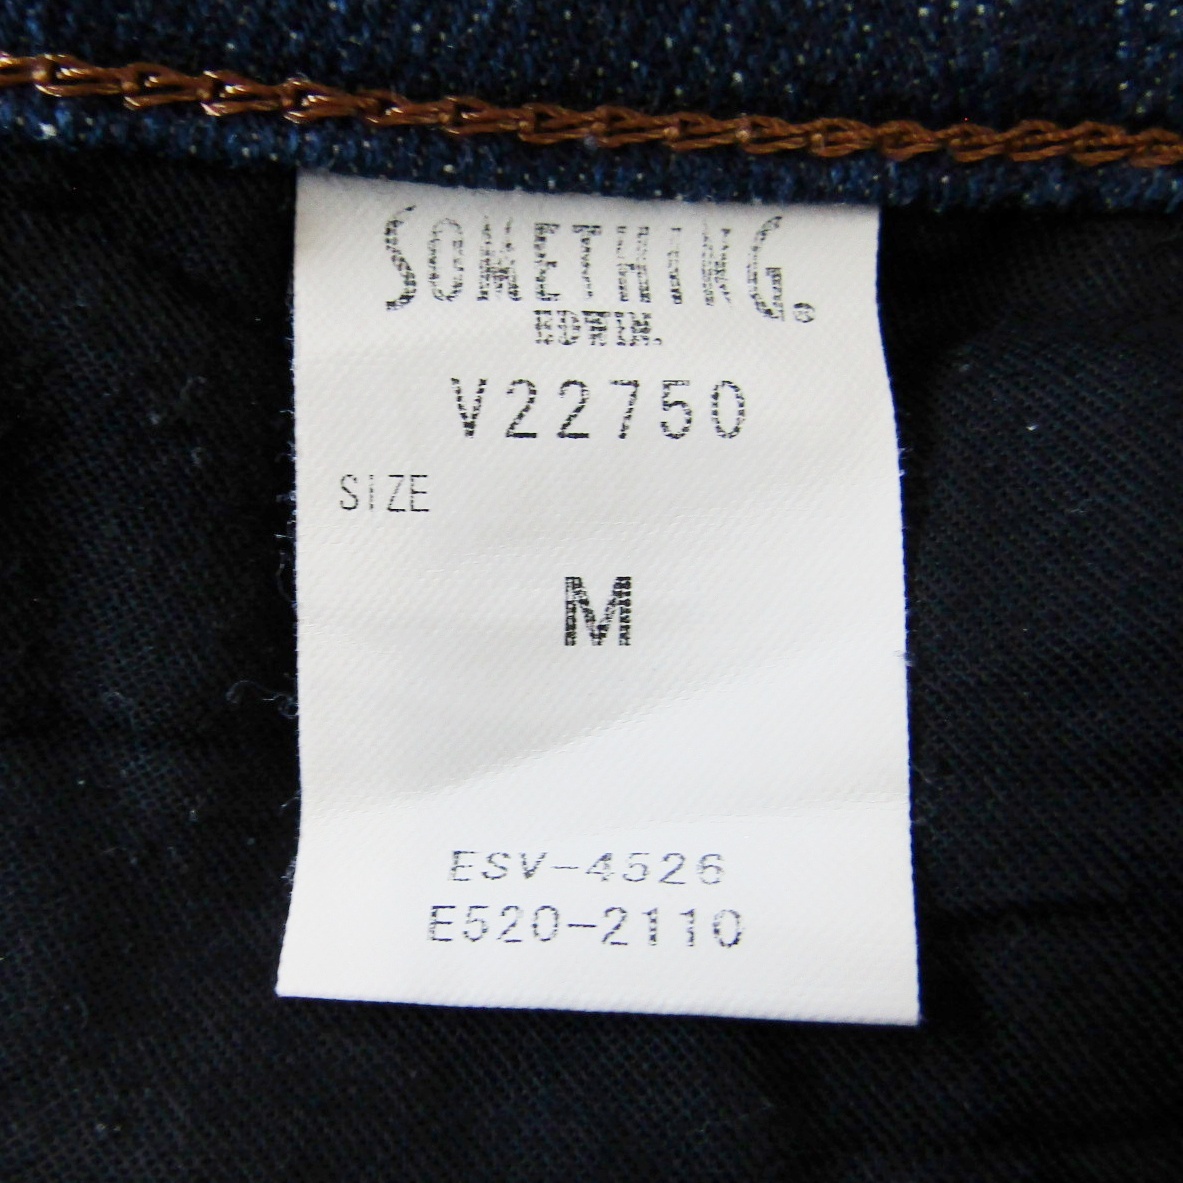 SOMETHING®
EDWIN.
V22750
SiZE
M
ESV-4526
E520-2110